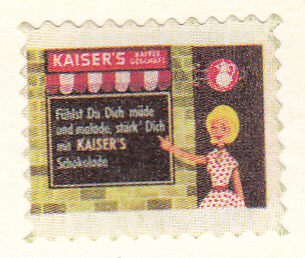 KAISER'S KAFFEE
GESCHÄFT
Fühlst Du Dich müde
und malade, stärk' Dich
mit KAISER'S
Schokolade